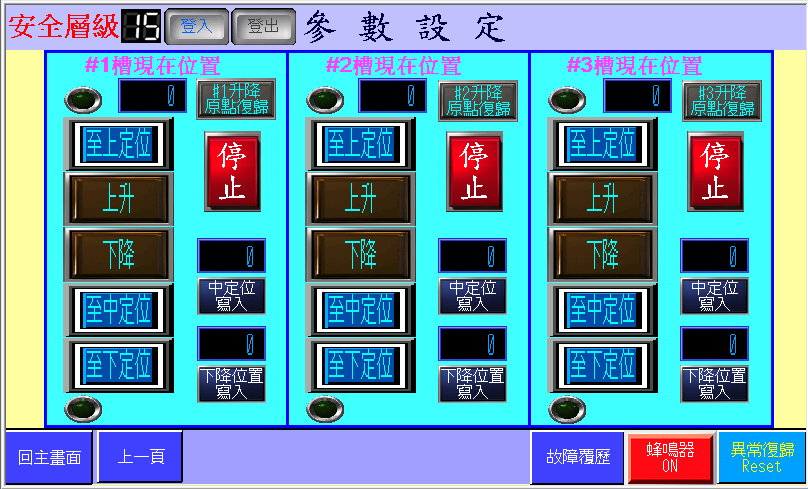 安全層級 15 登入 登出 參數設定
#1槽現在位置
0
#1升降
原點復歸
至上定位
停
止
上升
下降
0
中定位
寫入
至中定位
0
至下定位
下降位置
寫入
#2槽現在位置
0
#2升降
原點復歸
至上定位
停
止
上升
下降
0
中定位
寫入
至中定位
0
至下定位
下降位置
寫入
#3槽現在位置
0
#3升降
原點復歸
至上定位
停
止
上升
下降
0
中定位
寫入
至中定位
0
至下定位
下降位置
寫入
回主畫面
上一頁
故障履歷
蜂鳴器
ON
異常復歸
Reset